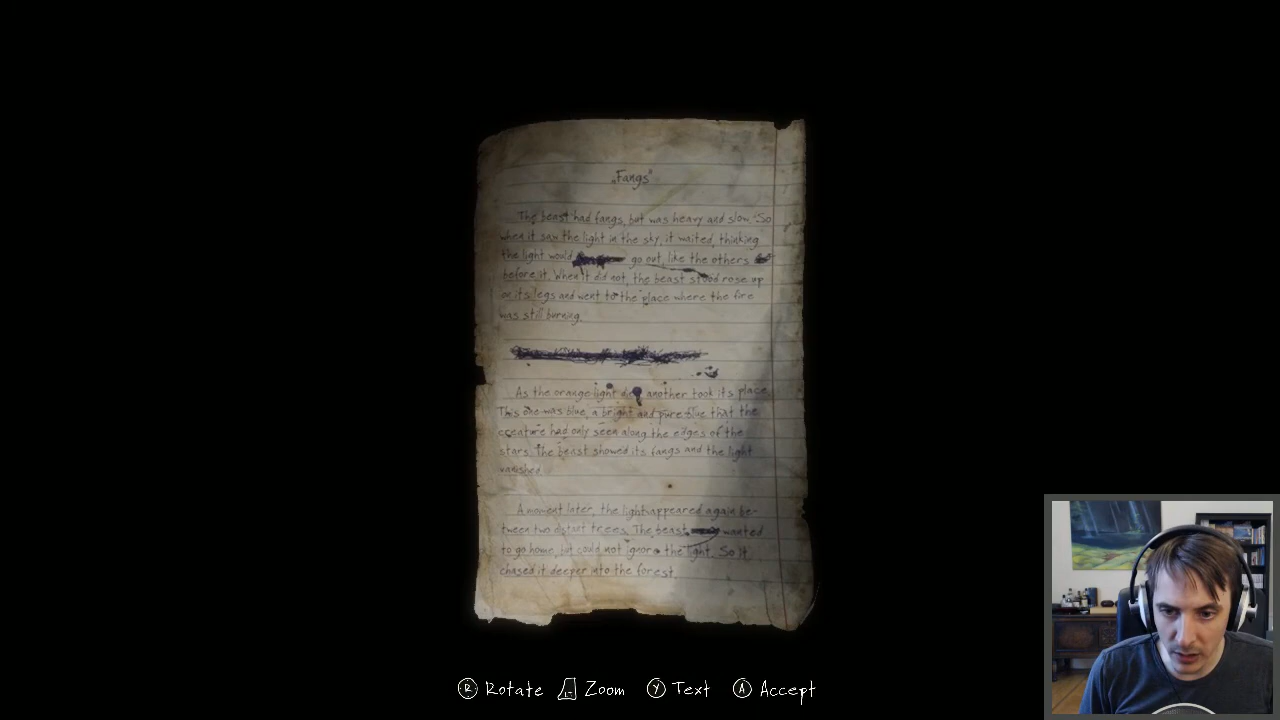 „Fangs"
The beast had fangs, but was heavy and slow. So
when it saw the light in the sky, it waited, thinking
the light would go out, like the others
before it. When it did not, the beast stood rose up
on its legs and went to the place where the fire
was still burning.
As the orange light died another took its place.
This one was blue, a bright and pure blue that the
creature had only seen along the edges of the
stars. The beast showed its fangs and the light
vanished.
A moment later, the light appeared again be-
tween two distant trees. The beast wanted
to go home, but could not ignore the light. So it
chased it deeper into the forest.
R Rotate L Zoom Y Text A Accept